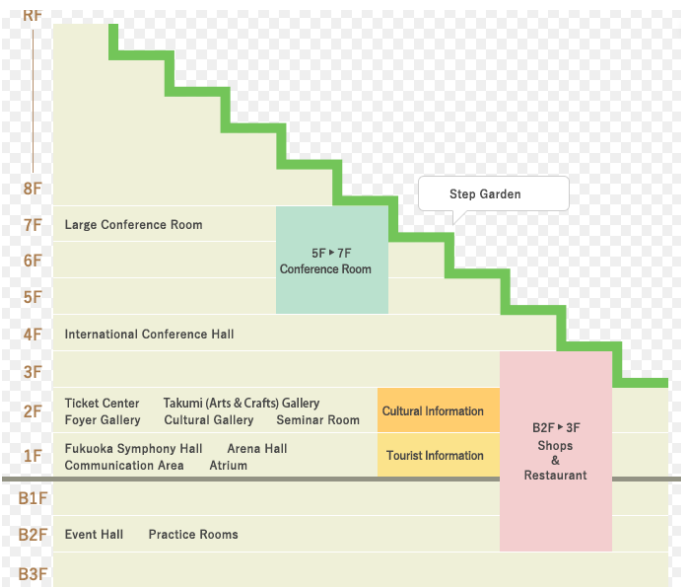 RF
8F
Step Garden
7F Large Conference Room
5F ▸ 7F
6F
Conference Room
5F
4F International Conference Hall
3F
Ticket Center Takumi (Arts & Crafts) Gallery
2F
Foyer Gallery Cultural Gallery Seminar Room
Cultural Information
B2F ▸ 3F
Shops
&
Restaurant
Fukuoka Symphony Hall Arena Hall
1F
Communication Area Atrium
Tourist Information
B1F
B2F Event Hall Practice Rooms
B3F